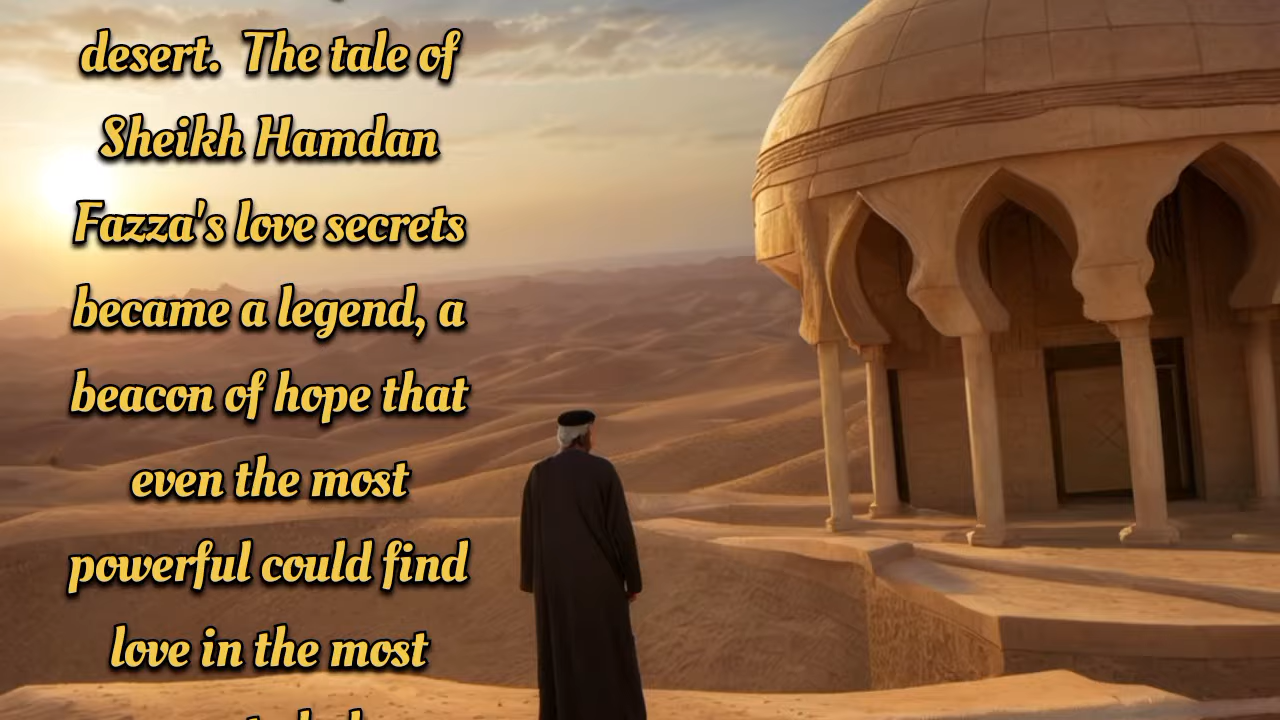 desert. The tale of
Sheikh Hamdan
Fazza's love secrets
became a legend, a
beacon of hope that
even the most
powerful could find
love in the most